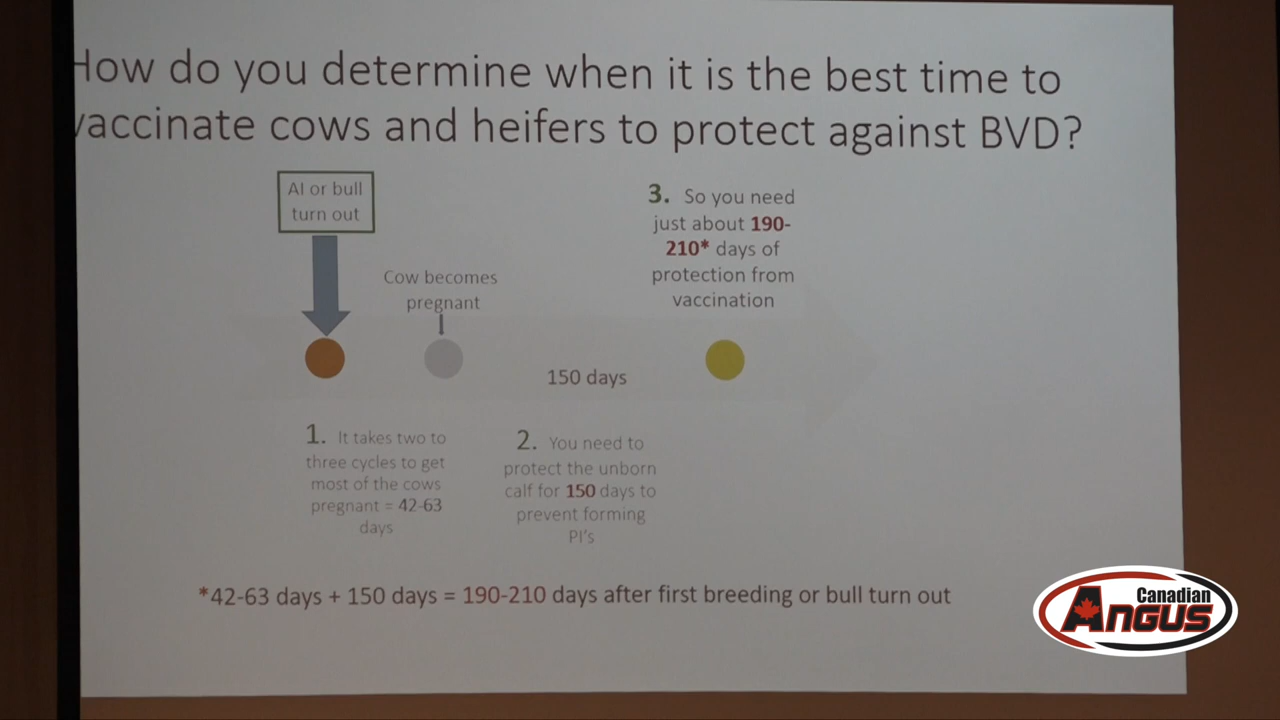 How do you determine when it is the best time to
vaccinate cows and heifers to protect against BVD?
AI or bull
turn out
Cow becomes
pregnant
3. So you need
just about 190-
210* days of
protection from
vaccination
150 days
1. It takes two to
three cycles to get
most of the cows
pregnant = 42-63
days
2. You need to
protect the unborn
calf for 150 days to
prevent forming
PI's
*42-63 days + 150 days = 190-210 days after first breeding or bull turn out
Canadian
ANGUS